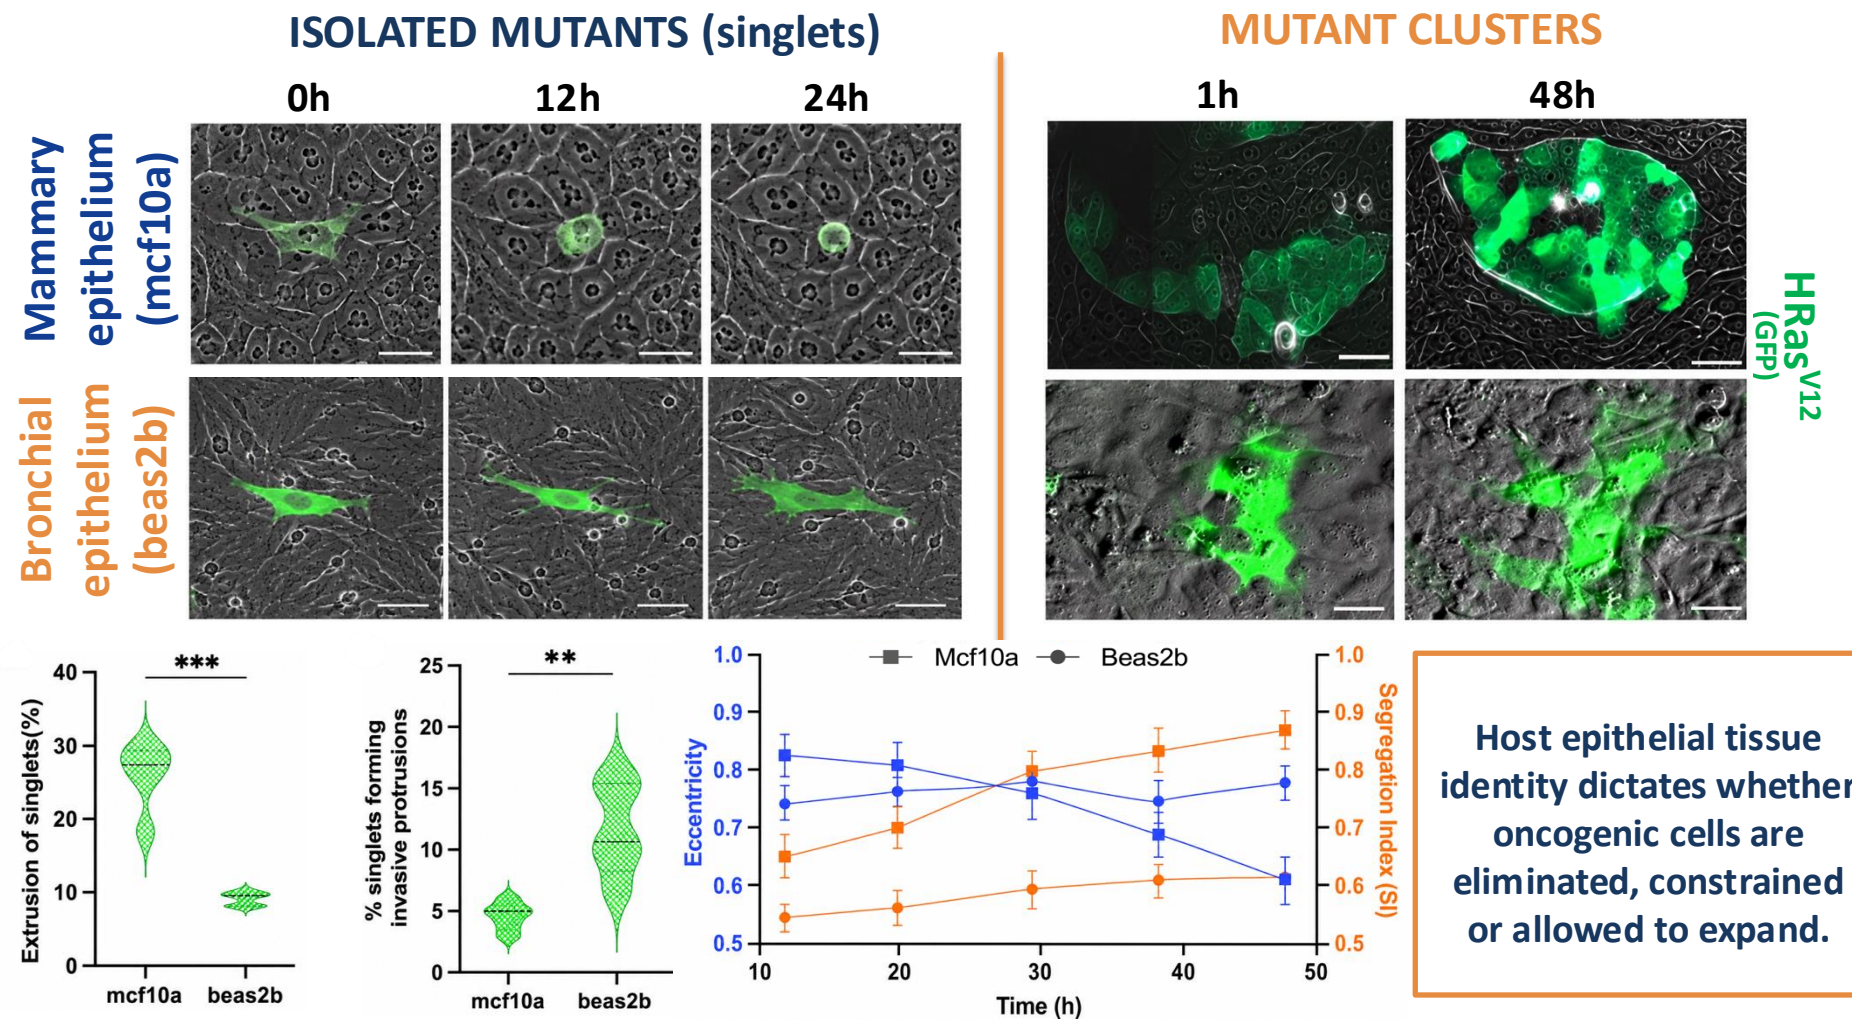 ISOLATED MUTANTS (singlets)
MUTANT CLUSTERS
0h
12h
24h
1h
48h
Mammary
epithelium
(mcf10a)
Bronchial
epithelium
(beas2b)
HRasV12
(GFP)
40
30
20
10
0
Extrusion of singlets(%)
***
mcf10a
beas2b
25
20
15
10
5
0
% singlets forming
invasive protrusions
**
mcf10a
beas2b
Mcf10a
Beas2b
1.0
0.9
0.8
0.7
0.6
0.5
Eccentricity
1.0
0.9
0.8
0.7
0.6
0.5
Segregation Index (SI)
10
20
30
40
50
Time (h)
Host epithelial tissue
identity dictates whether
oncogenic cells are
eliminated, constrained
or allowed to expand.